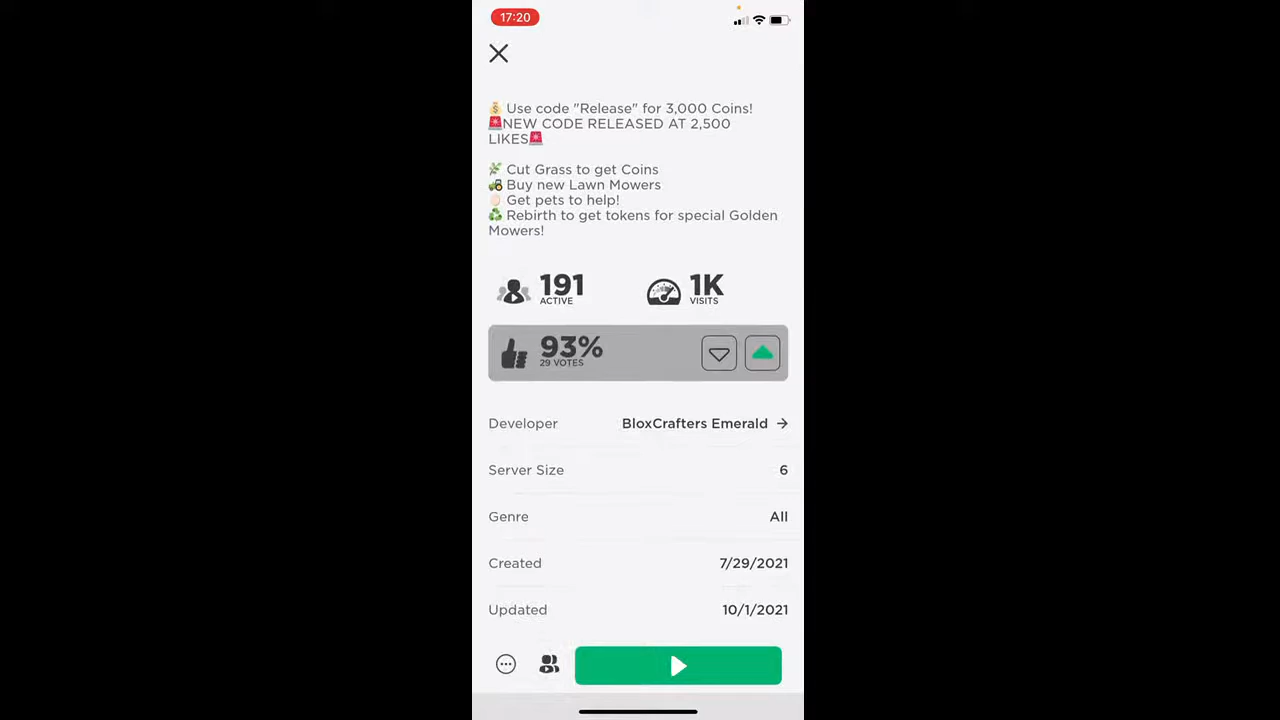 17:20
Use code "Release" for 3,000 Coins!
NEW CODE RELEASED AT 2,500
LIKES
Cut Grass to get Coins
Buy new Lawn Mowers
Get pets to help!
Rebirth to get tokens for special Golden
Mowers!
191
ACTIVE
1K
VISITS
93%
29 VOTES
Developer BloxCrafters Emerald
Server Size 6
Genre All
Created 7/29/2021
Updated 10/1/2021